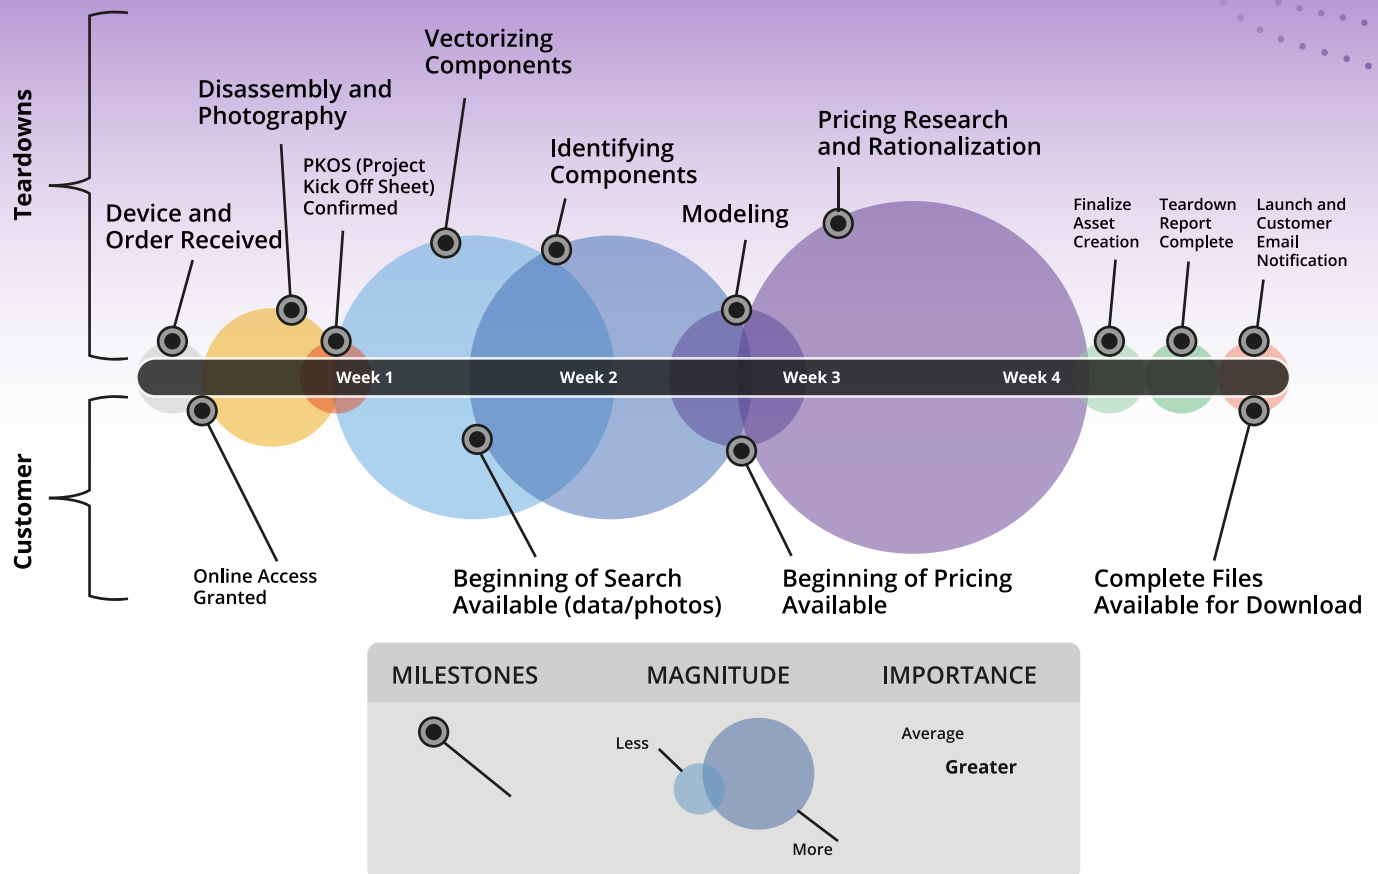 Teardowns
Vectorizing
Components
Disassembly and
Photography
PKOS (Project
Kick Off Sheet)
Confirmed
Device and
Order Received
Identifying
Components
Modeling
Pricing Research
and Rationalization
Finalize
Asset
Creation
Teardown
Report
Complete
Launch and
Customer
Email
Notification
Week 1
Week 2
Week 3
Week 4
Customer
Online Access
Granted
Beginning of Search
Available (data/photos)
Beginning of Pricing
Available
Complete Files
Available for Download
MILESTONES
MAGNITUDE
IMPORTANCE
Less
More
Average
Greater